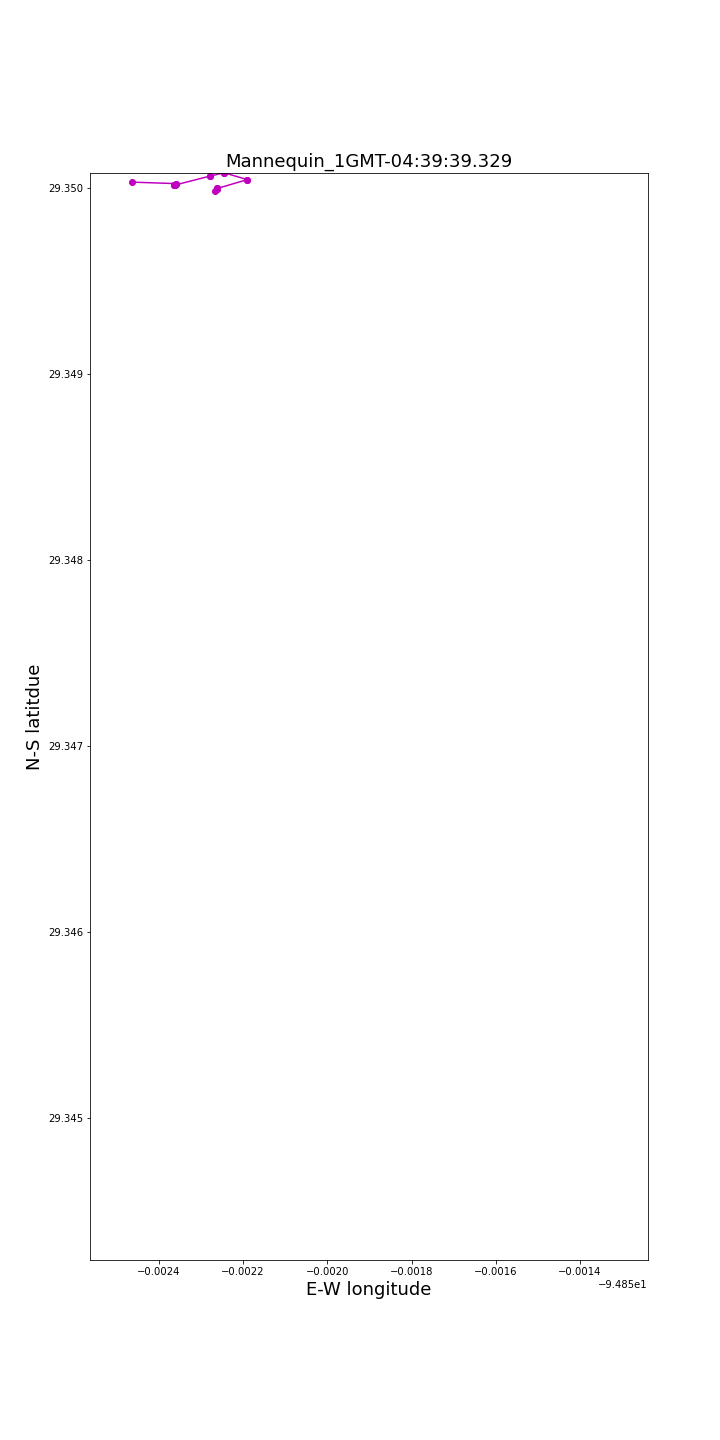 Mannequin_1GMT-04:39:39.329
29.350
29.349
29.348
29.347
29.346
29.345
N-S latitdue
−0.0024 −0.0022 −0.0020 −0.0018 −0.0016 −0.0014
−9.485e1
E-W longitude